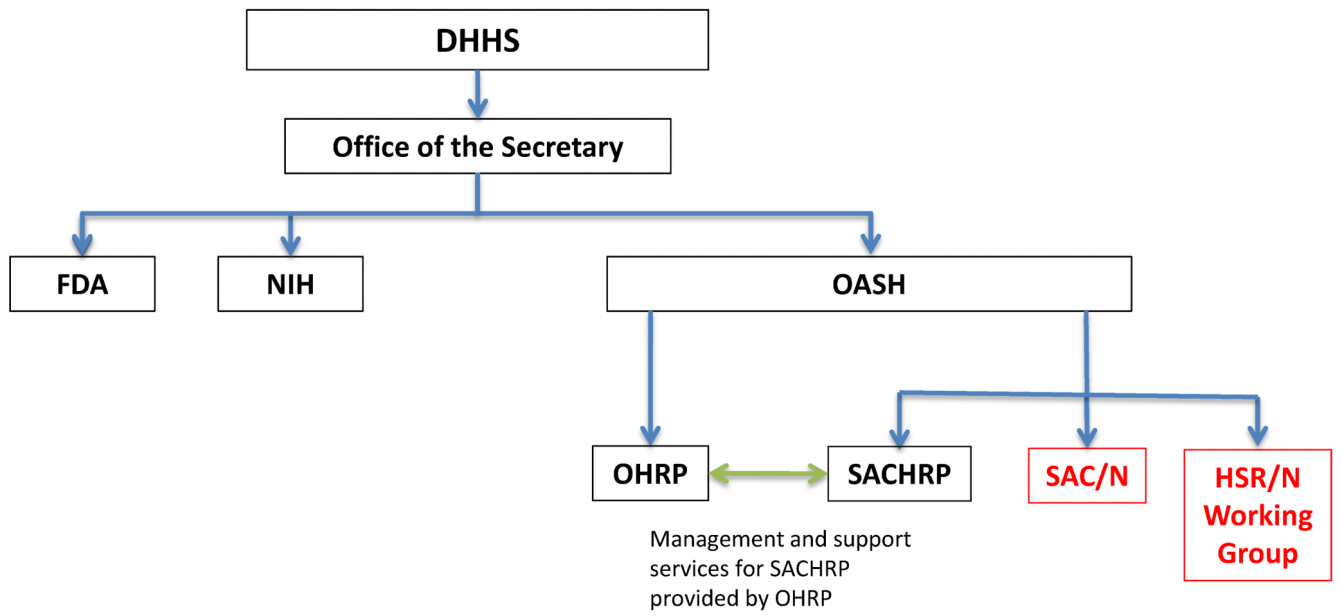 DHHS
Office of the Secretary
FDA
NIH
OASH
OHRP
SACHRP
SAC/N
HSR/N
Working
Group
Management and support
services for SACHRP
provided by OHRP